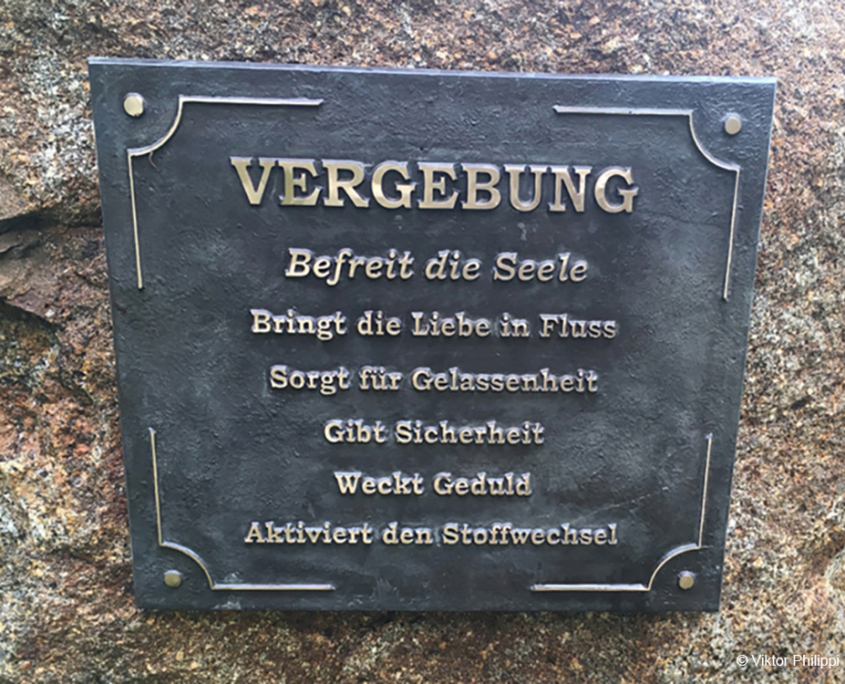 VERGEBUNG
Befreit die Seele
Bringt die Liebe in Fluss
Sorgt für Gelassenheit
Gibt Sicherheit
Weckt Geduld
Aktiviert den Stoffwechsel
© Viktor Philippi